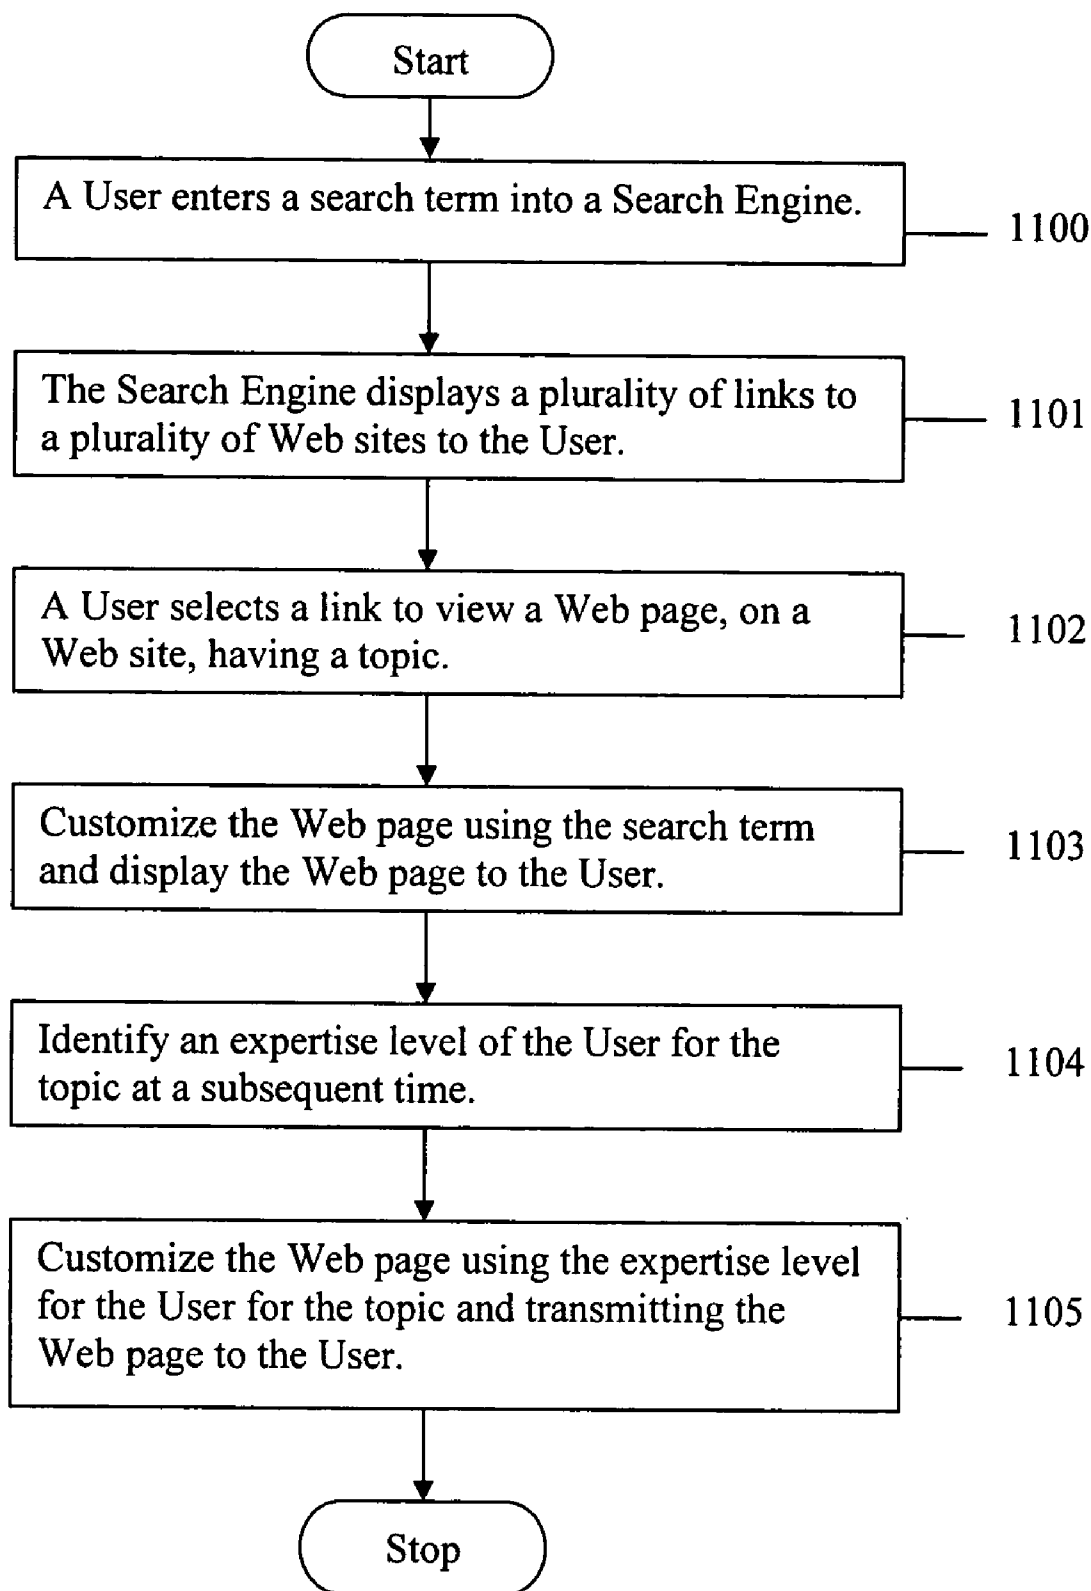 Start
A User enters a search term into a Search Engine.
1100
The Search Engine displays a plurality of links to
a plurality of Web sites to the User.
1101
A User selects a link to view a Web page, on a
Web site, having a topic.
1102
Customize the Web page using the search term
and display the Web page to the User.
1103
Identify an expertise level of the User for the
topic at a subsequent time.
1104
Customize the Web page using the expertise level
for the User for the topic and transmitting the
Web page to the User.
1105
Stop